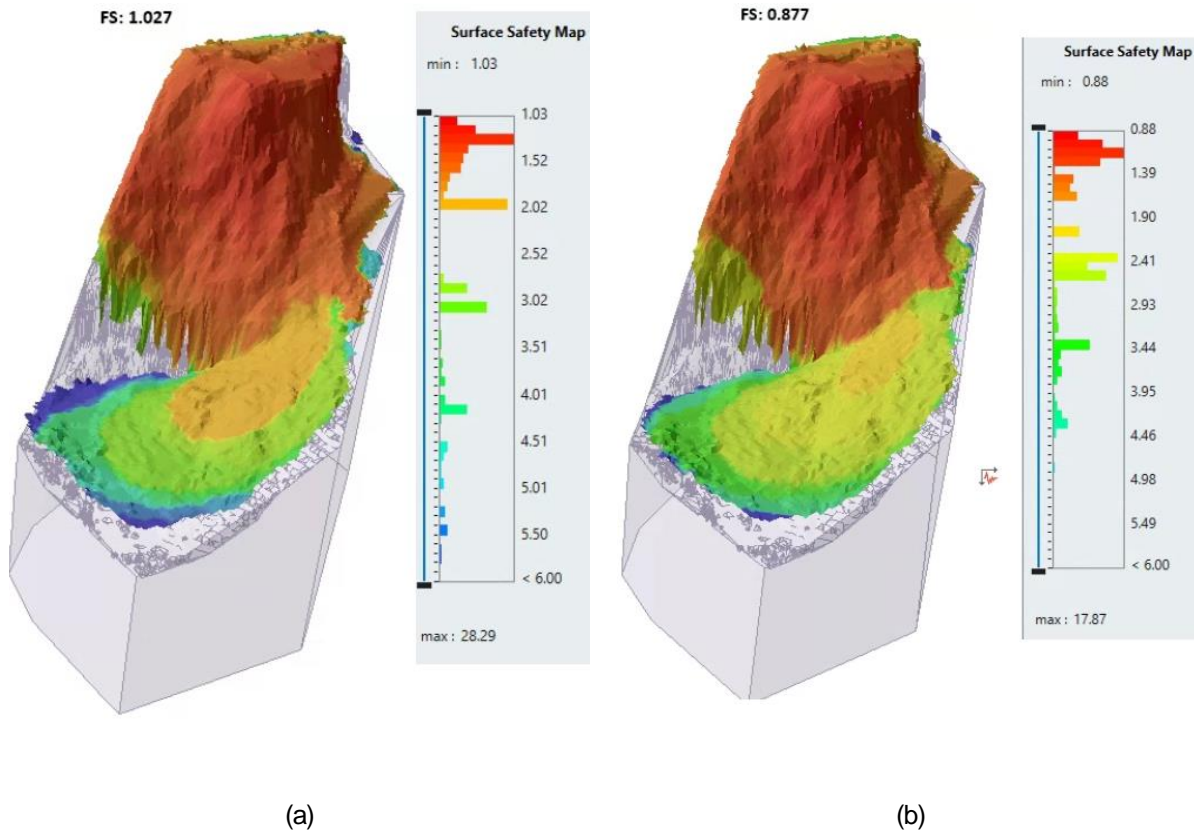 FS: 1.027
Surface Safety Map
min : 1.03
1.03
1.52
2.02
2.52
3.02
3.51
4.01
4.51
5.01
5.50
< 6.00
max : 28.29
(a)
FS: 0.877
Surface Safety Map
min : 0.88
0.88
1.39
1.90
2.41
2.93
3.44
3.95
4.46
4.98
5.49
< 6.00
max : 17.87
(b)